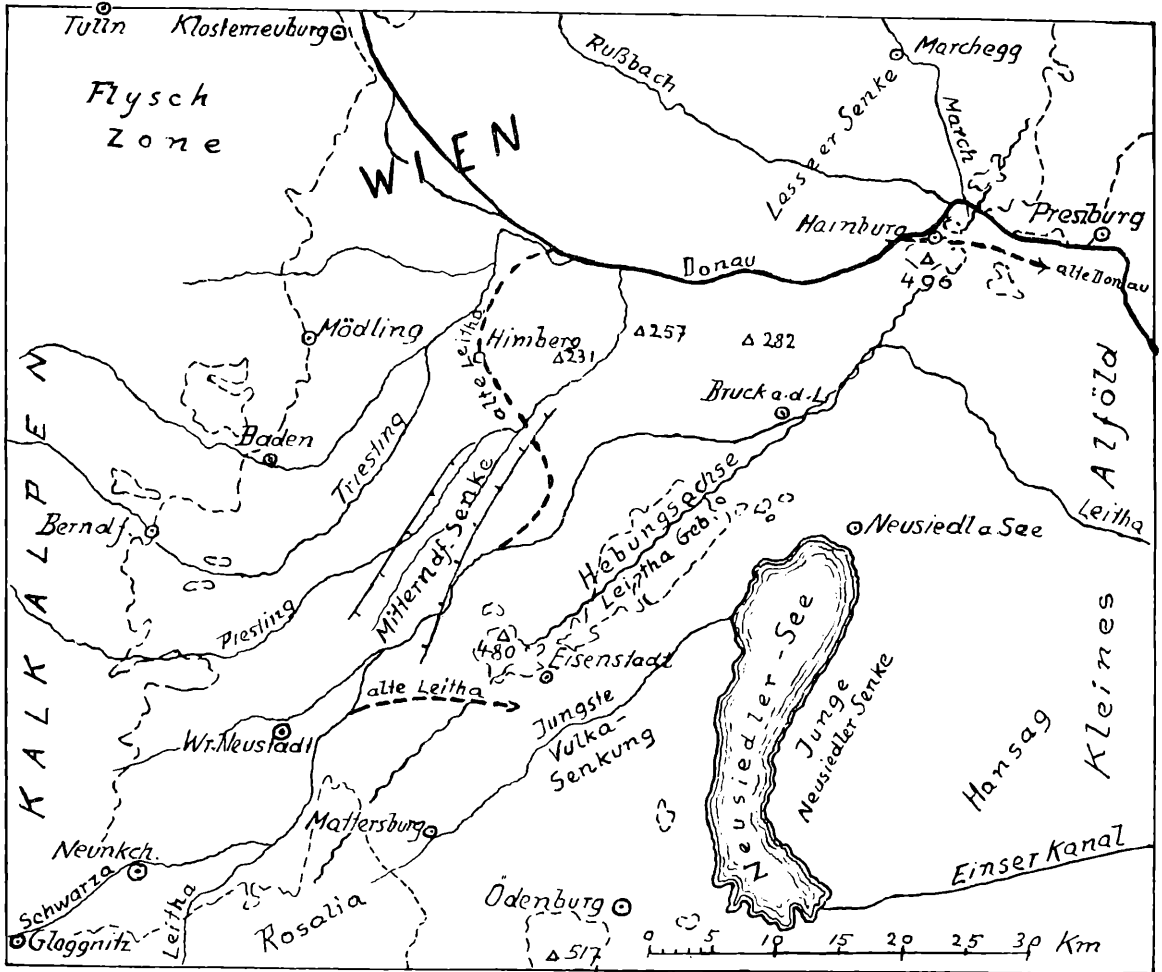 Tulln
Klosterneuburg
Flysch
Zone
WIEN
Rußbach
Marchegg
Lasseer Senke
March
Hainburg
Preszburg
496
alte Donau
Donau
Mödling
alte Leitha
Himberg
231
257
282
Bruck a.d.L.
KALKALPEN
Baden
Triesting
Berndf.
Mitterndf. Senke
Piesting
Hebungsachse
Leitha Geb.
Leitha
Neusiedl a. See
Kleines Alföld
480
Eisenstadt
alte Leitha
Jungste
Vulka-
Senkung
Neusiedler-See
Junge
Neusiedler Senke
Hansag
Wr. Neustadt
Mattersburg
Neunkch.
Schwarza
Leitha
Gloggnitz
Rosalia
Ödenburg
517
Einser Kanal
0 5 10 15 20 25 30 Km